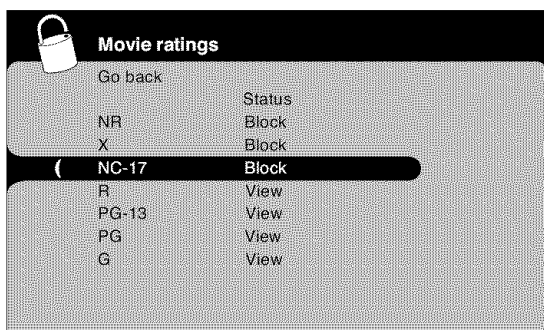 Movie ratings
Go back
Status
NR Block
X Block
NC-17 Block
R View
PG-13 View
PG View
G View